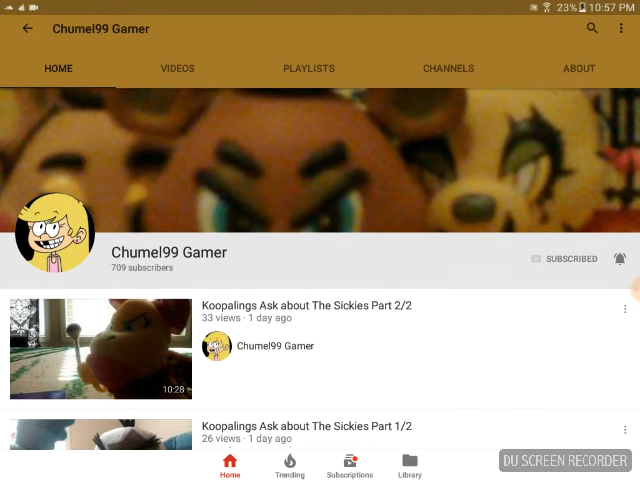 23% 10:57 PM
Chumel99 Gamer
HOME VIDEOS PLAYLISTS CHANNELS ABOUT
Chumel99 Gamer
709 subscribers
SUBSCRIBED
Koopalings Ask about The Sickies Part 2/2
33 views · 1 day ago
Chumel99 Gamer
10:28
Koopalings Ask about The Sickies Part 1/2
26 views · 1 day ago
DU SCREEN RECORDER
Home Trending Subscriptions Library